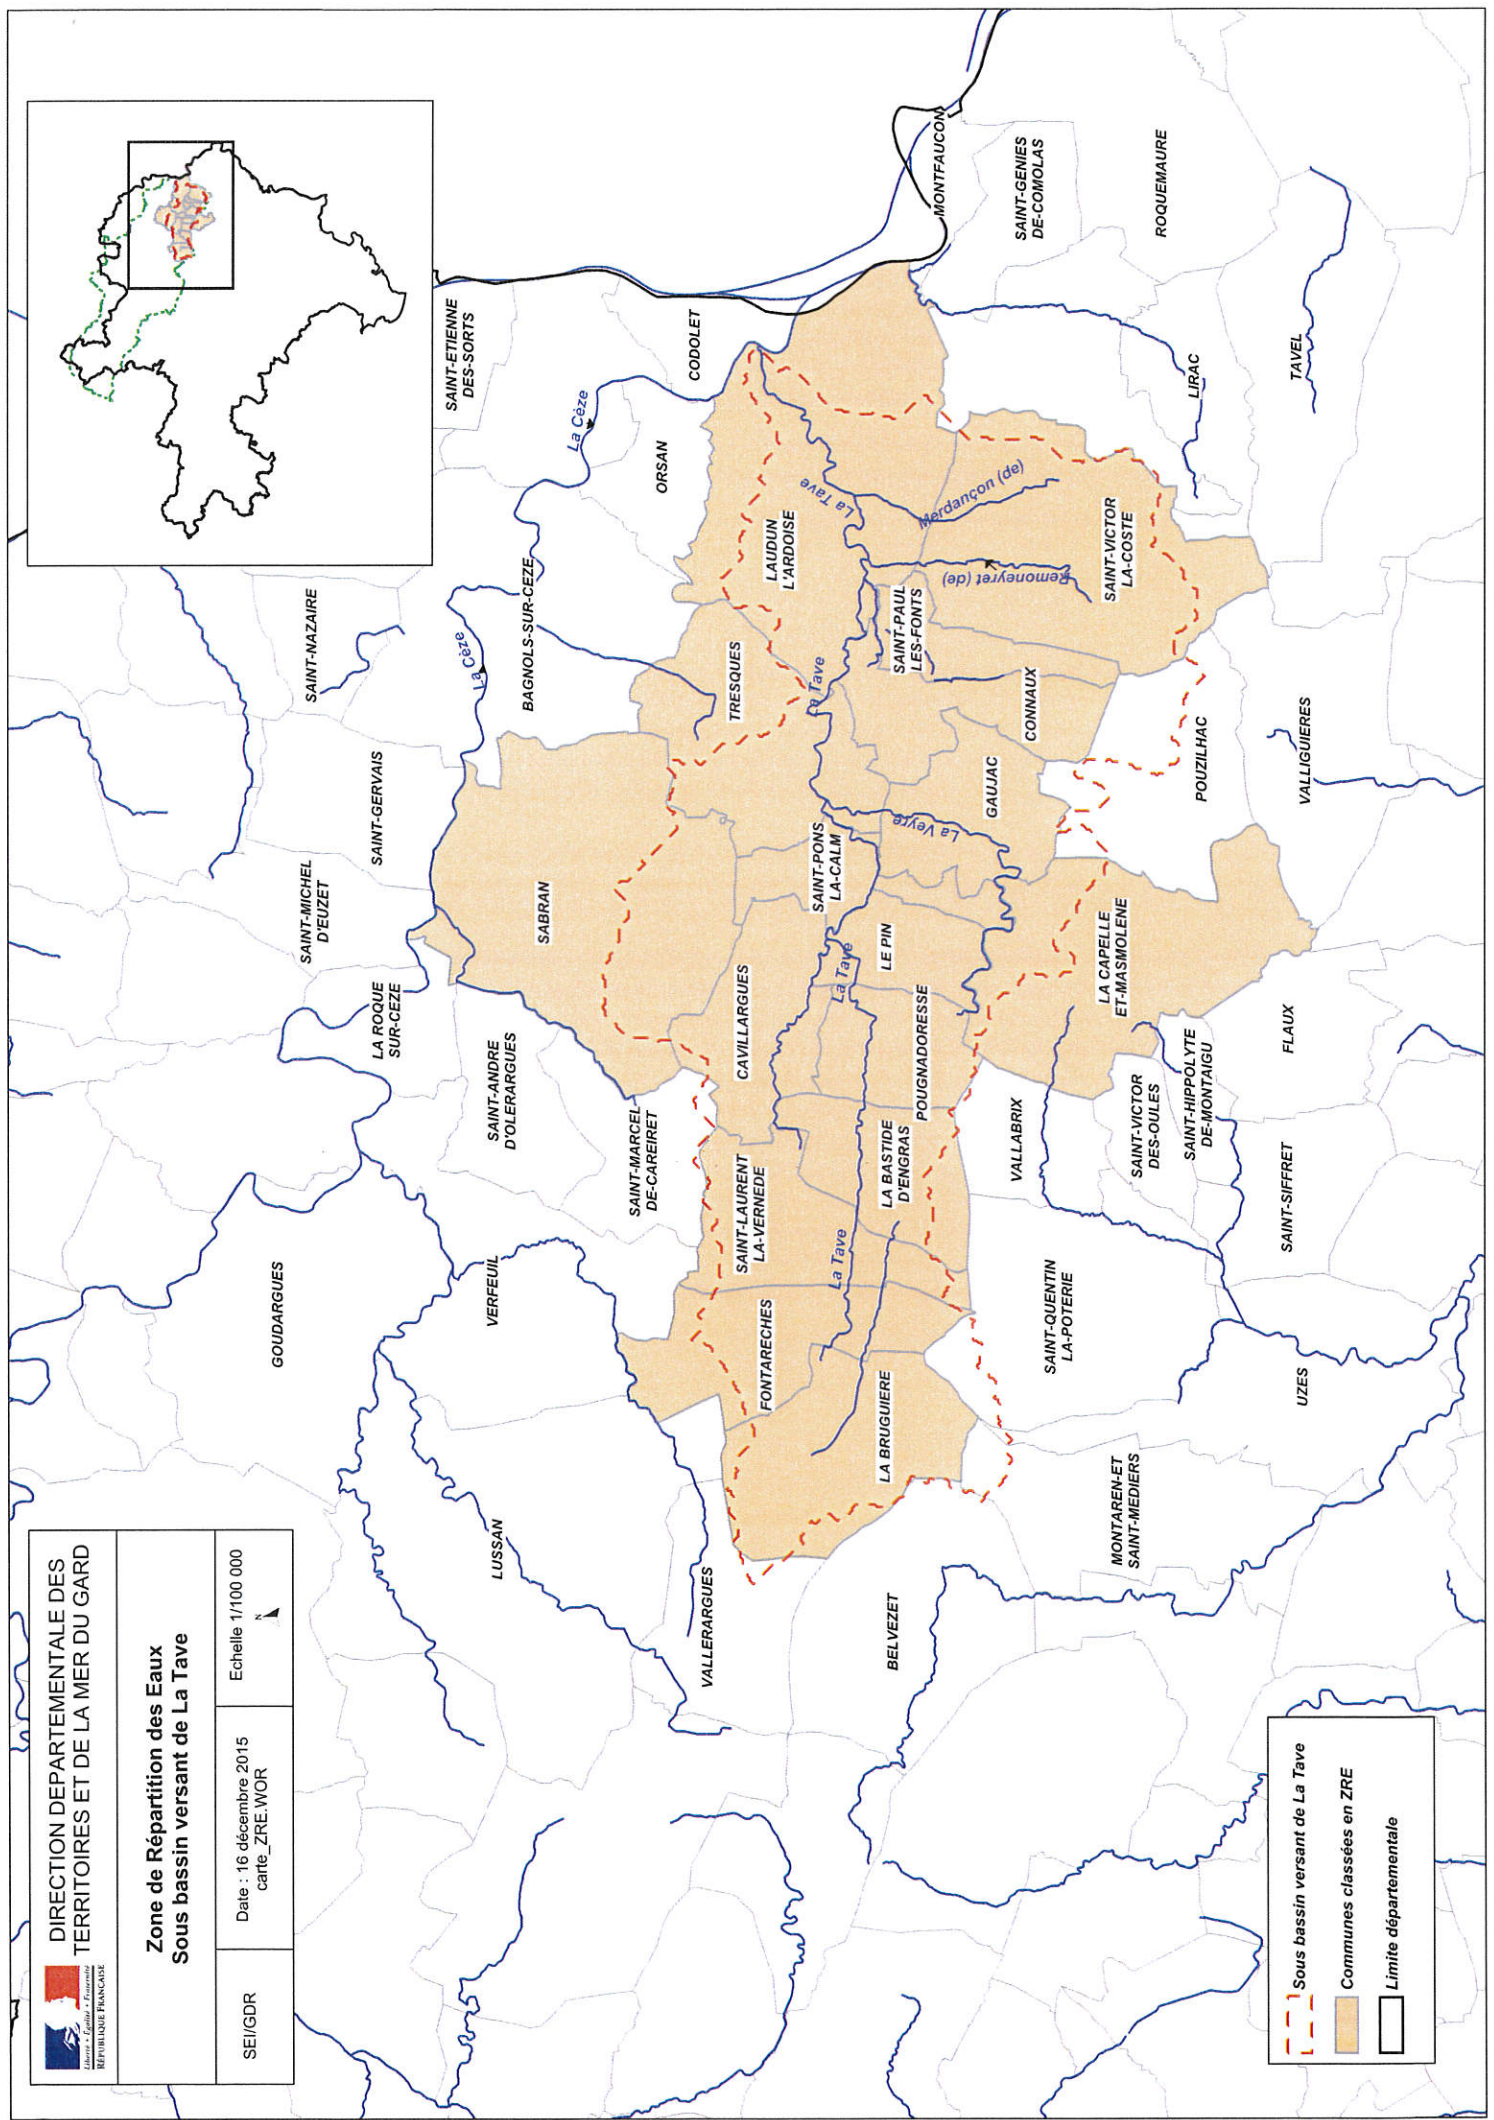 DIRECTION DEPARTEMENTALE DES
TERRITOIRES ET DE LA MER DU GARD
Liberté • Égalité • Fraternité
RÉPUBLIQUE FRANÇAISE
Zone de Répartition des Eaux
Sous bassin versant de La Tave
SEI/GDR
Date : 16 décembre 2015
carte_ZRE.WOR
Echelle 1/100 000
N
GOUDARGUES
SAINT-MICHEL
D'EUZET
SAINT-NAZAIRE
LA ROQUE
SUR-CEZE
SAINT-GERVAIS
SAINT-ETIENNE
DES-SORTS
LUSSAN
VERFEUIL
SAINT-ANDRE
D'OLERARGUES
SABRAN
La Cèze
BAGNOLS-SUR-CEZE
La Cèze
SAINT-MARCEL
DE-CAREIRET
ORSAN
CODOLET
VALLERARGUES
FONTARECHES
SAINT-LAURENT
LA-VERNEDE
CAVILLARGUES
TRESQUES
LAUDUN
L'ARDOISE
La Tave
La Tave
SAINT-PONS
LA-CALM
La Tave
La Tave
BELVEZET
LA BRUGUIERE
LA BASTIDE
D'ENGRAS
POUGNADORESSE
LE PIN
La Veyre
SAINT-PAUL
LES-FONTS
Merdançon (de)
Remoneyret (de)
MONTFAUCON
GAUJAC
CONNAUX
SAINT-GENIES
DE-COMOLAS
VALLABRIX
SAINT-QUENTIN
LA-POTERIE
LA CAPELLE
ET-MASMOLENE
SAINT-VICTOR
LA-COSTE
MONTAREN-ET
SAINT-MEDIERS
SAINT-VICTOR
DES-OULES
SAINT-HIPPOLYTE
DE-MONTAIGU
POUZILHAC
LIRAC
ROQUEMAURE
UZES
SAINT-SIFFRET
FLAUX
VALLIGUIERES
TAVEL
Sous bassin versant de La Tave
Communes classées en ZRE
Limite départementale